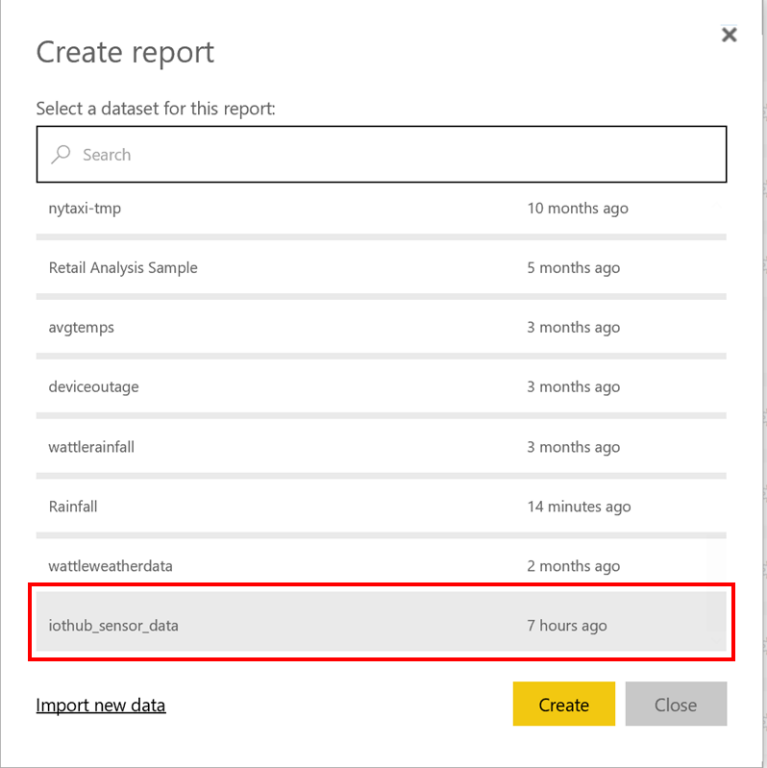 Create report
Select a dataset for this report:
Search
nytaxi-tmp 10 months ago
Retail Analysis Sample 5 months ago
avgtemps 3 months ago
deviceoutage 3 months ago
wattlerainfall 3 months ago
Rainfall 14 minutes ago
wattleweatherdata 2 months ago
iothub_sensor_data 7 hours ago
Import new data Create Close